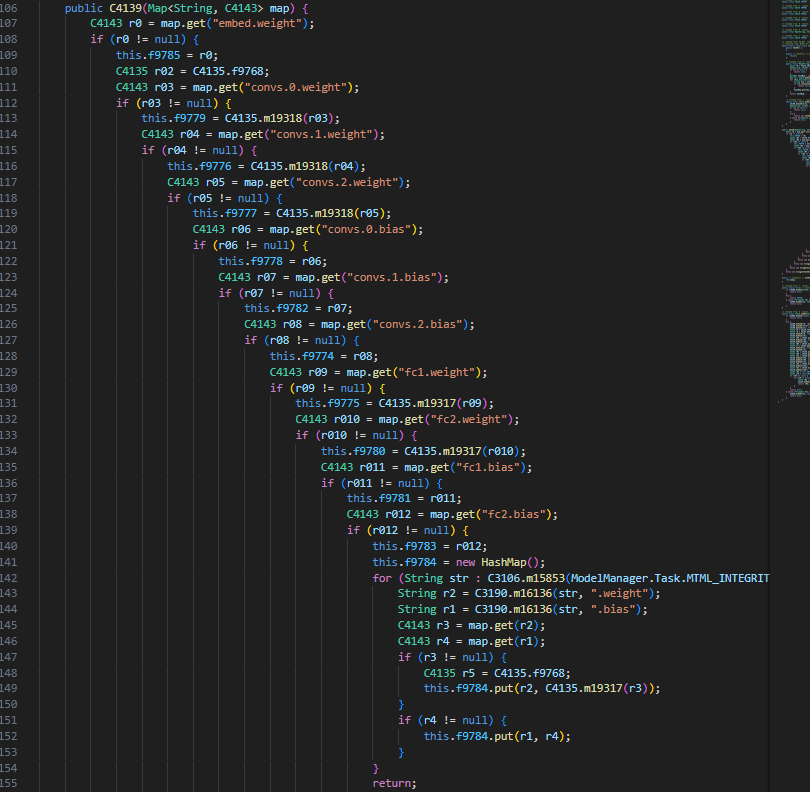 106 public C4139(Map<String, C4143> map) {
107 C4143 r0 = map.get("embed.weight");
108 if (r0 != null) {
109 this.f9785 = r0;
110 C4135 r02 = C4135.f9768;
111 C4143 r03 = map.get("convs.0.weight");
112 if (r03 != null) {
113 this.f9779 = C4135.m19318(r03);
114 C4143 r04 = map.get("convs.1.weight");
115 if (r04 != null) {
116 this.f9776 = C4135.m19318(r04);
117 C4143 r05 = map.get("convs.2.weight");
118 if (r05 != null) {
119 this.f9777 = C4135.m19318(r05);
120 C4143 r06 = map.get("convs.0.bias");
121 if (r06 != null) {
122 this.f9778 = r06;
123 C4143 r07 = map.get("convs.1.bias");
124 if (r07 != null) {
125 this.f9782 = r07;
126 C4143 r08 = map.get("convs.2.bias");
127 if (r08 != null) {
128 this.f9774 = r08;
129 C4143 r09 = map.get("fc1.weight");
130 if (r09 != null) {
131 this.f9775 = C4135.m19317(r09);
132 C4143 r010 = map.get("fc2.weight");
133 if (r010 != null) {
134 this.f9780 = C4135.m19317(r010);
135 C4143 r011 = map.get("fc1.bias");
136 if (r011 != null) {
137 this.f9781 = r011;
138 C4143 r012 = map.get("fc2.bias");
139 if (r012 != null) {
140 this.f9783 = r012;
141 this.f9784 = new HashMap();
142 for (String str : C3106.m15853(ModelManager.Task.MTML_INTEGRIT
143 String r2 = C3190.m16136(str, ".weight");
144 String r1 = C3190.m16136(str, ".bias");
145 C4143 r3 = map.get(r2);
146 C4143 r4 = map.get(r1);
147 if (r3 != null) {
148 C4135 r5 = C4135.f9768;
149 this.f9784.put(r2, C4135.m19317(r3));
150 }
151 if (r4 != null) {
152 this.f9784.put(r1, r4);
153 }
154 }
155 return;